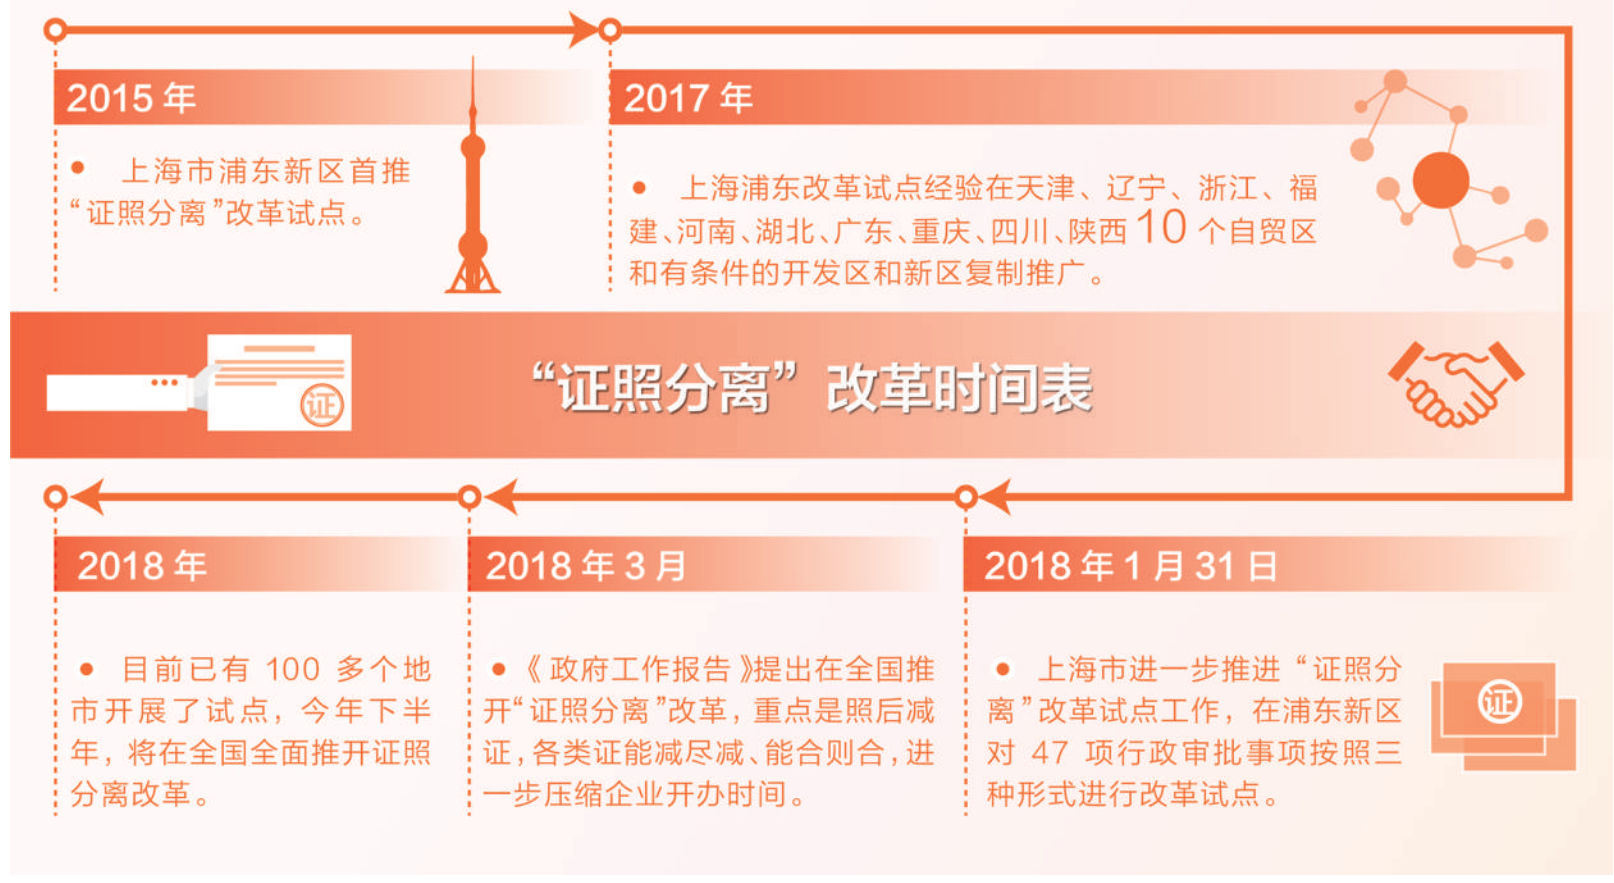 2015 年
● 上海市浦东新区首推
“证照分离”改革试点。
2017 年
● 上海浦东改革试点经验在天津、辽宁、浙江、福
建、河南、湖北、广东、重庆、四川、陕西 10 个自贸区
和有条件的开发区和新区复制推广。
证
“证照分离”改革时间表
2018 年 1 月 31 日
● 上海市进一步推进“证照分
离”改革试点工作，在浦东新区
对 47 项行政审批事项按照三
种形式进行改革试点。
证
2018 年 3 月
●《政府工作报告》提出在全国推
开“证照分离”改革，重点是照后减
证，各类证能减尽减、能合则合，进
一步压缩企业开办时间。
2018 年
● 目前已有 100 多个地
市开展了试点，今年下半
年，将在全国全面推开证照
分离改革。